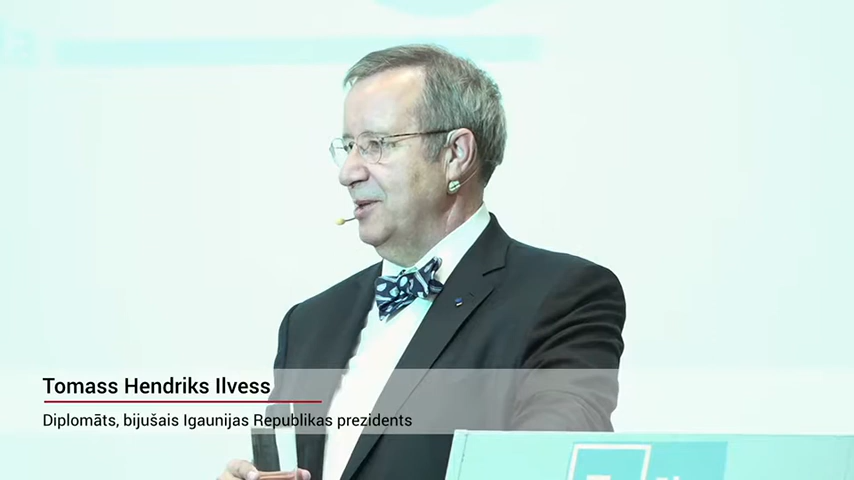 Tomass Hendriks Ilvess
Diplomāts, bijušais Igaunijas Republikas prezidents